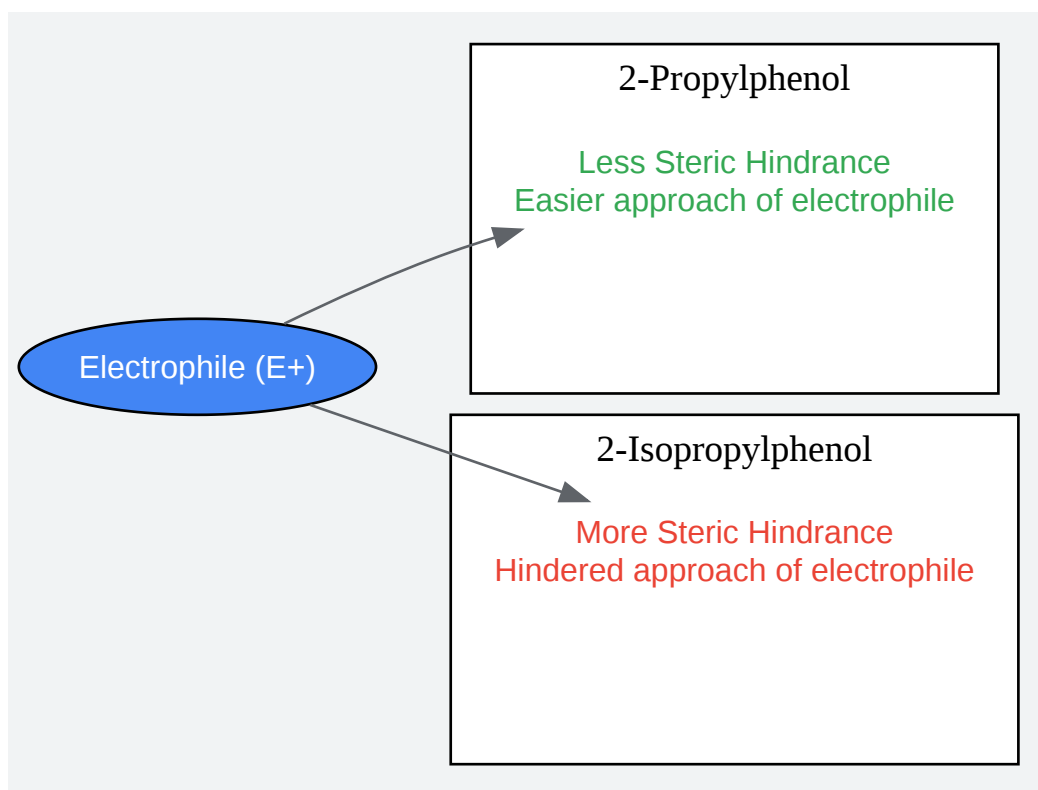 2-Propylphenol
Less Steric Hindrance
Easier approach of electrophile
Electrophile (E+)
2-Isopropylphenol
More Steric Hindrance
Hindered approach of electrophile